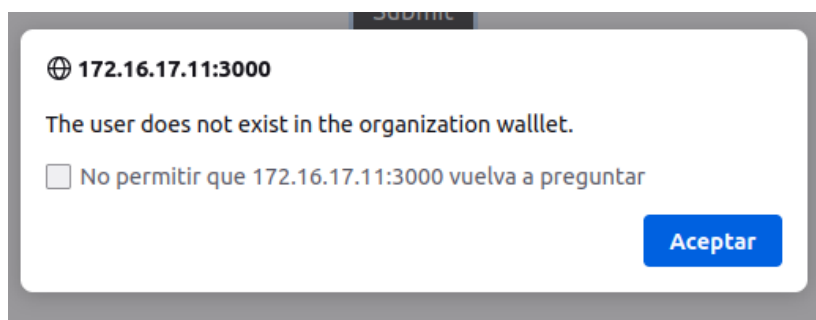 Submit
172.16.17.11:3000
The user does not exist in the organization walllet.
No permitir que 172.16.17.11:3000 vuelva a preguntar
Aceptar